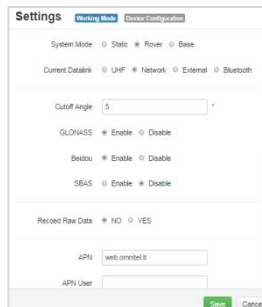 Settings Working Mode Device Configuration
System Mode Static Rover Base
Current Datalink UHF Network External Bluetooth
Cutoff Angle 5 °
GLONASS Enable Disable
Beidou Enable Disable
SBAS Enable Disable
Recoed Raw Data NO YES
APN web.omnitel.it
APN User
Save Cance